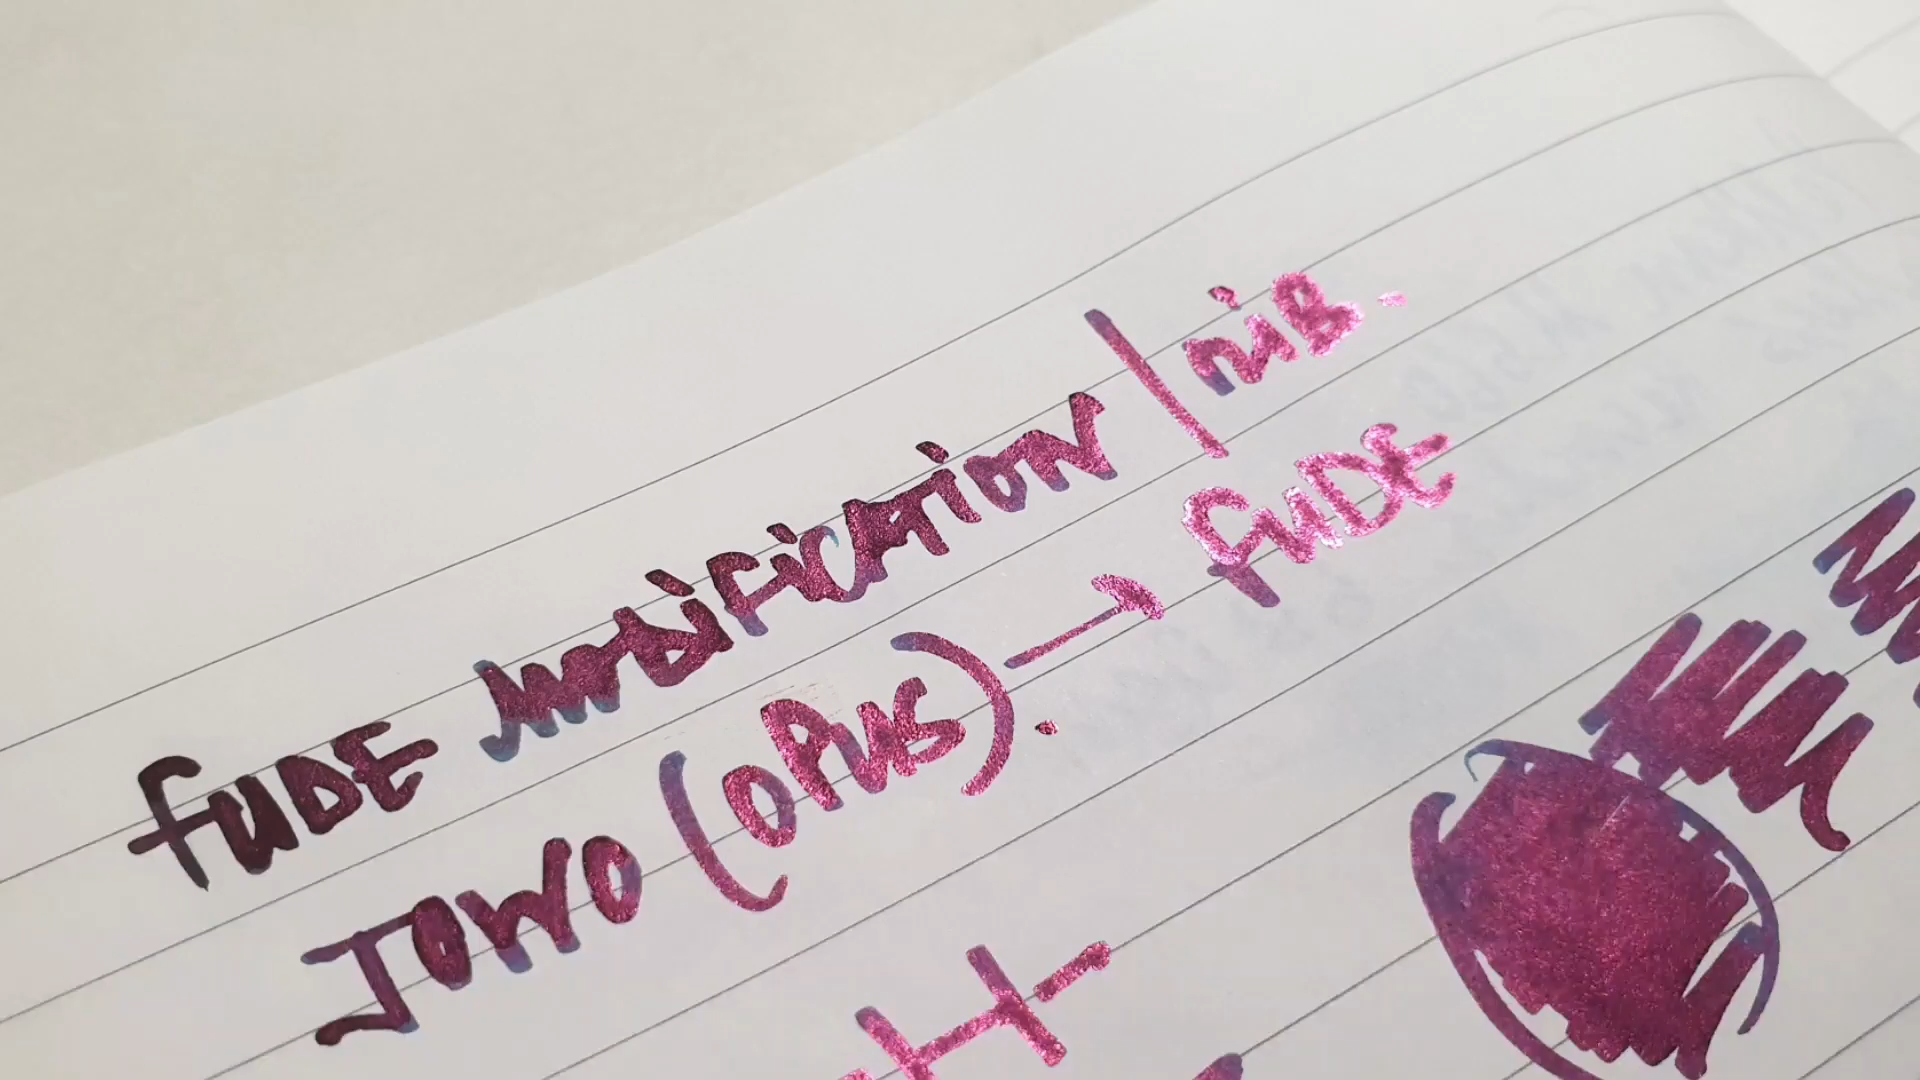 FUDE modification | NIB.
JOWO (OPUS) → FUDE
.